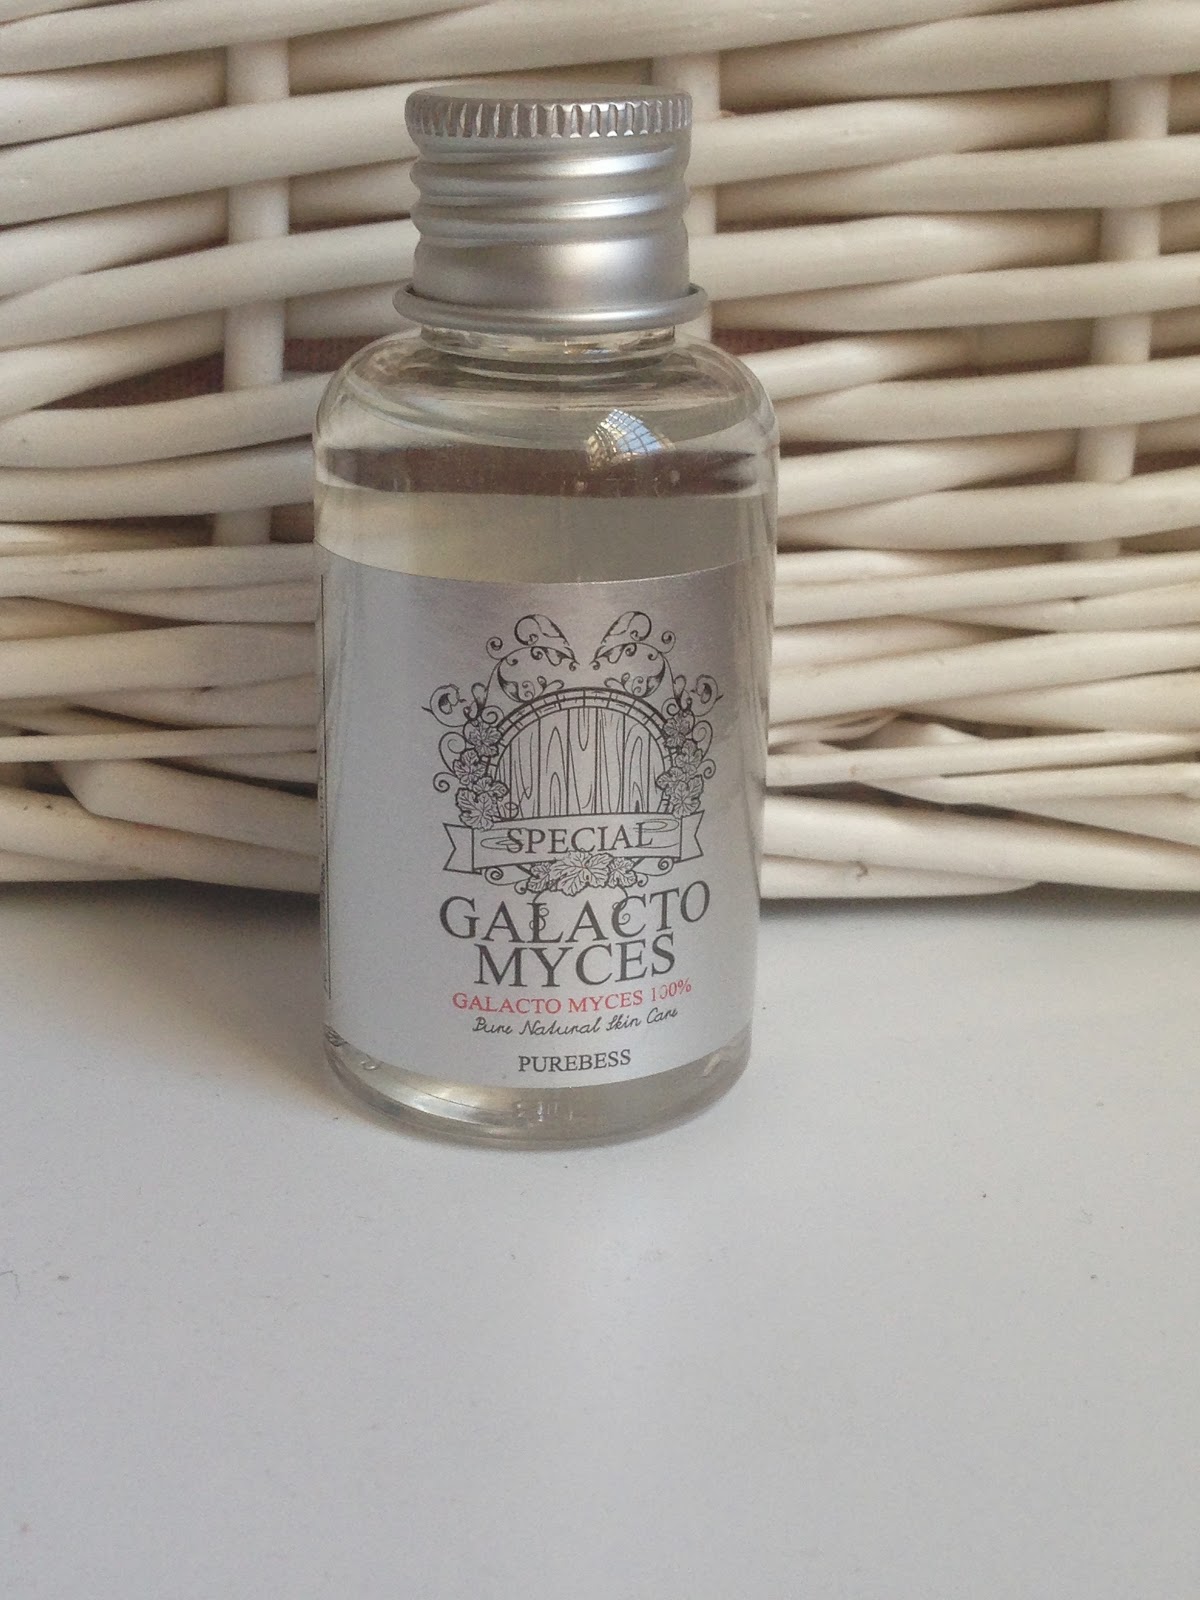 SPECIAL
GALACTO
MYCES
GALACTO MYCES 100%
Pure Natural Skin Care
PUREBESS